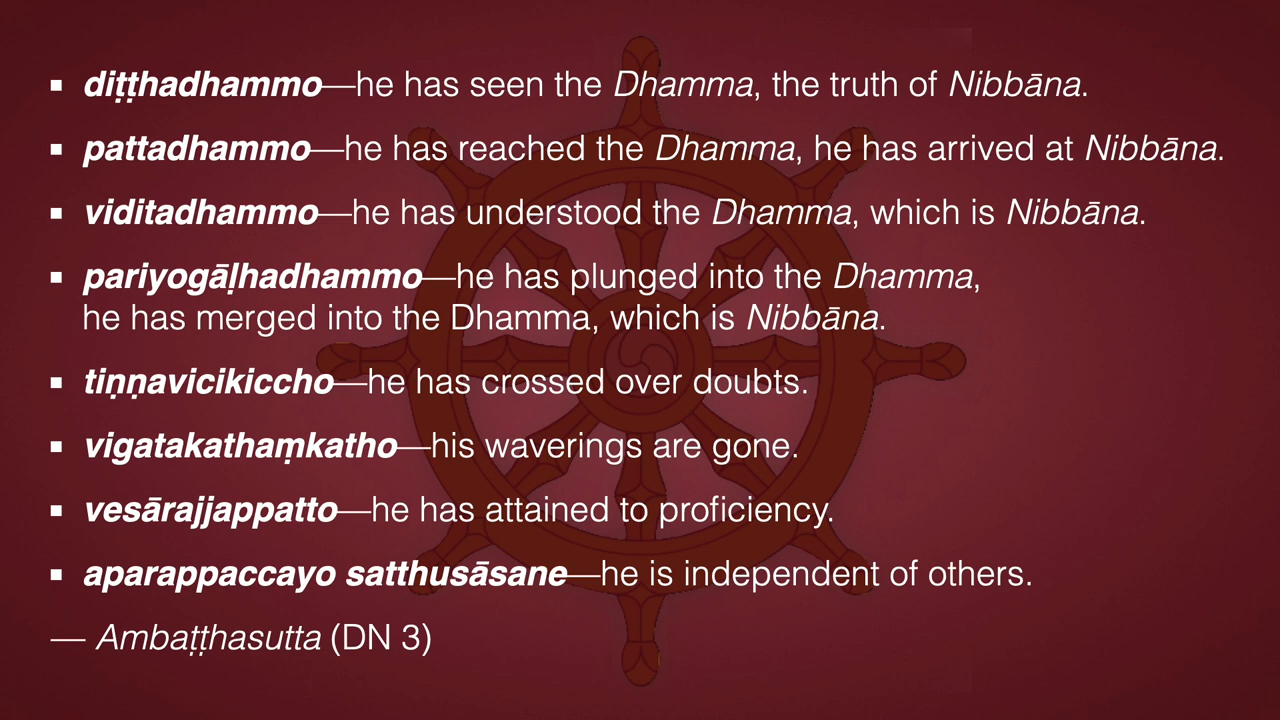 ▪ diṭṭhadhammo—he has seen the Dhamma, the truth of Nibbāna.
▪ pattadhammo—he has reached the Dhamma, he has arrived at Nibbāna.
▪ viditadhammo—he has understood the Dhamma, which is Nibbāna.
▪ pariyogāḷhadhammo—he has plunged into the Dhamma,
he has merged into the Dhamma, which is Nibbāna.
▪ tiṇṇavicikiccho—he has crossed over doubts.
▪ vigatakathaṃkatho—his waverings are gone.
▪ vesārajjappatto—he has attained to proficiency.
▪ aparappaccayo satthusāsane—he is independent of others.
— Ambaṭṭhasutta (DN 3)